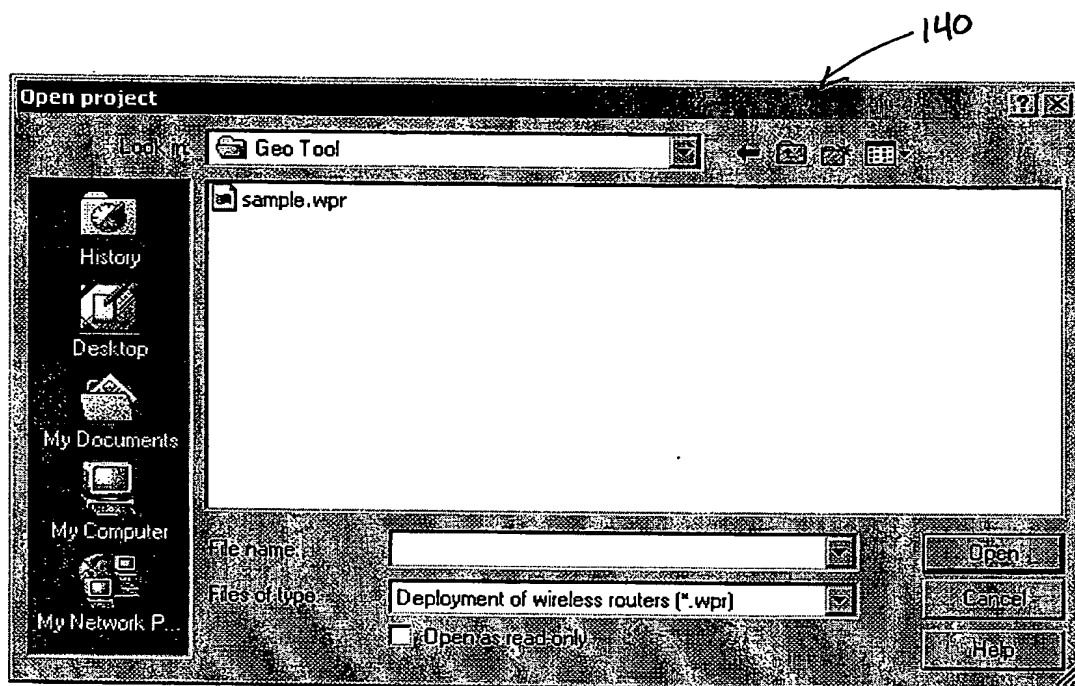 140
Open project
Look in:
Geo Tool
sample.wpr
History
Desktop
My Documents
My Computer
My Network P...
File name:
Files of type:
Deployment of wireless routers (*.wpr)
Open as read-only
Open
Cancel
Help